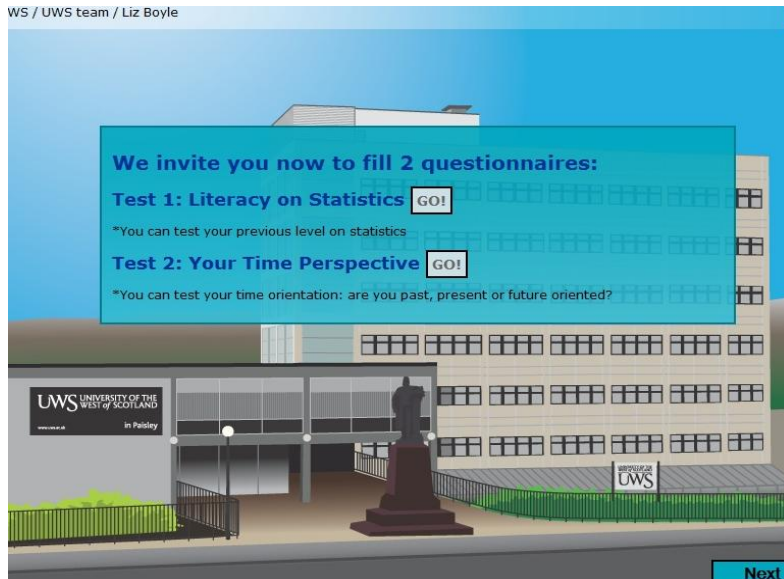 WS / UWS team / Liz Boyle
We invite you now to fill 2 questionnaires:
Test 1: Literacy on Statistics GO!
*You can test your previous level on statistics
Test 2: Your Time Perspective GO!
*You can test your time orientation: are you past, present or future oriented?
UWS UNIVERSITY OF THE
WEST of SCOTLAND
in Paisley
UWS
Next